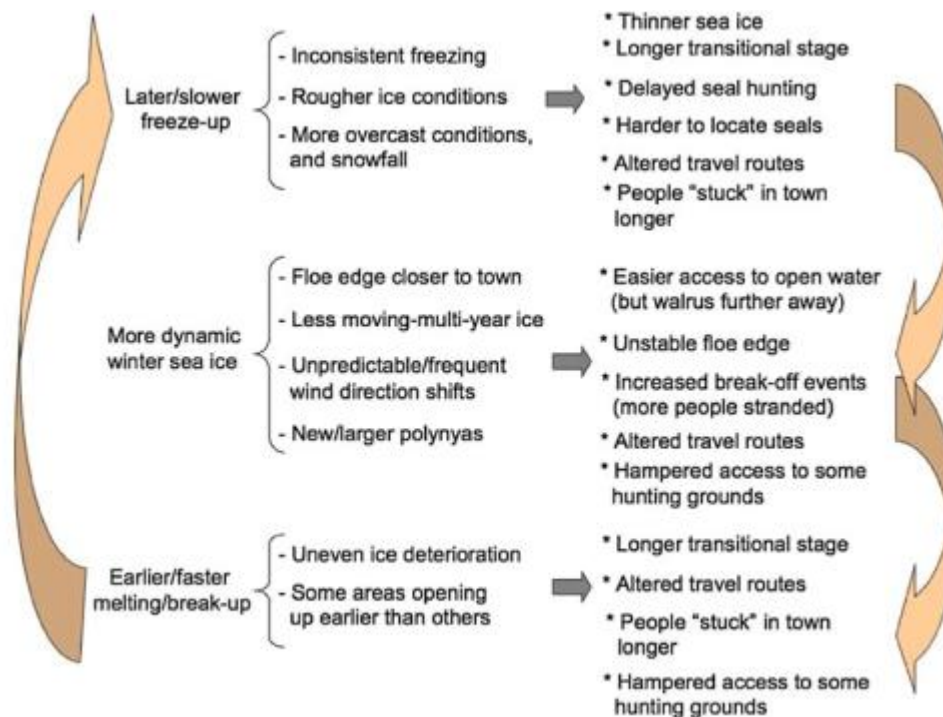 Later/slower
freeze-up
- Inconsistent freezing
- Rougher ice conditions
- More overcast conditions,
and snowfall
* Thinner sea ice
* Longer transitional stage
* Delayed seal hunting
* Harder to locate seals
* Altered travel routes
* People “stuck” in town
longer
More dynamic
winter sea ice
- Floe edge closer to town
- Less moving-multi-year ice
- Unpredictable/frequent
wind direction shifts
- New/larger polynyas
* Easier access to open water
(but walrus further away)
* Unstable floe edge
* Increased break-off events
(more people stranded)
* Altered travel routes
* Hampered access to some
hunting grounds
Earlier/faster
melting/break-up
- Uneven ice deterioration
- Some areas opening
up earlier than others
* Longer transitional stage
* Altered travel routes
* People “stuck” in town
longer
* Hampered access to some
hunting grounds